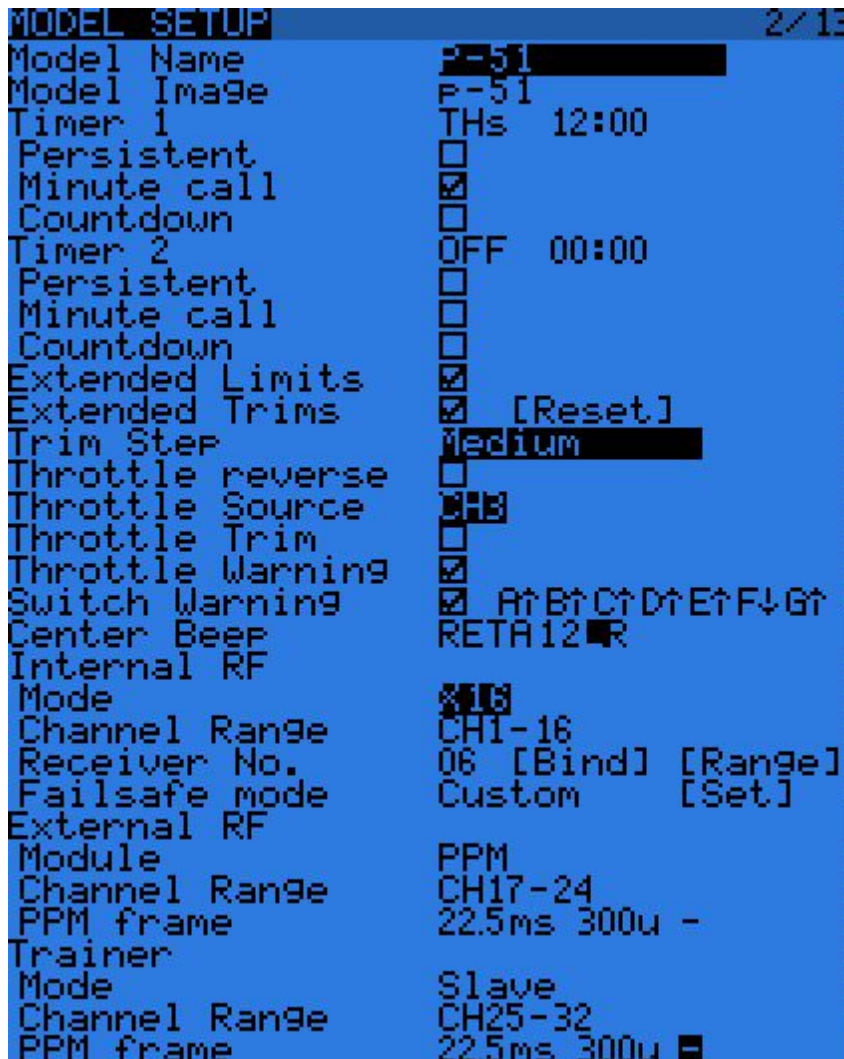 MODEL SETUP 2/13
Model Name P-51
Model Image p-51
Timer 1 THs 12:00
Persistent
Minute call
Countdown
Timer 2 OFF 00:00
Persistent
Minute call
Countdown
Extended Limits
Extended Trims [Reset]
Trim Step Medium
Throttle reverse
Throttle Source CH3
Throttle Trim
Throttle Warning
Switch Warning A↑B↑C↑D↑E↑F↓G↑
Center Beep RETA12 R
Internal RF
Mode X16
Channel Range CH1-16
Receiver No. 06 [Bind] [Range]
Failsafe mode Custom [Set]
External RF
Module PPM
Channel Range CH17-24
PPM frame 22.5ms 300u -
Trainer
Mode Slave
Channel Range CH25-32
PPM frame 22.5ms 300u -